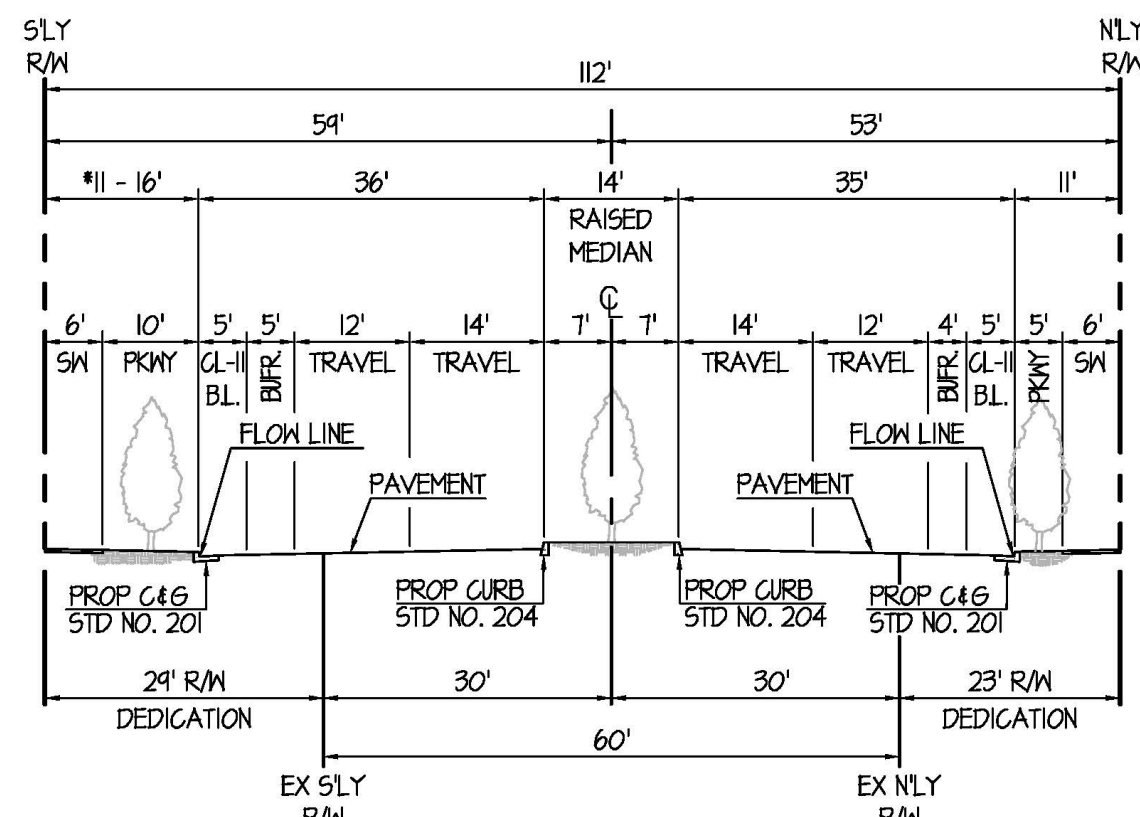 S'LY
R/W
N'LY
R/W
112'
59'
53'
*11 - 16'
36'
14'
35'
11'
RAISED
MEDIAN
℄
6'
10'
5'
5'
12'
14'
7'
7'
14'
12'
4'
5'
5'
6'
SW
PKWY
CL-II
B.L.
BUFR.
TRAVEL
TRAVEL
TRAVEL
TRAVEL
BUFR.
CL-II
B.L.
PKWY
SW
FLOW LINE
FLOW LINE
PAVEMENT
PAVEMENT
PROP C&G
STD NO. 201
PROP CURB
STD NO. 204
PROP CURB
STD NO. 204
PROP C&G
STD NO. 201
29' R/W
DEDICATION
30'
30'
23' R/W
DEDICATION
60'
EX S'LY
R/W
EX N'LY
R/W